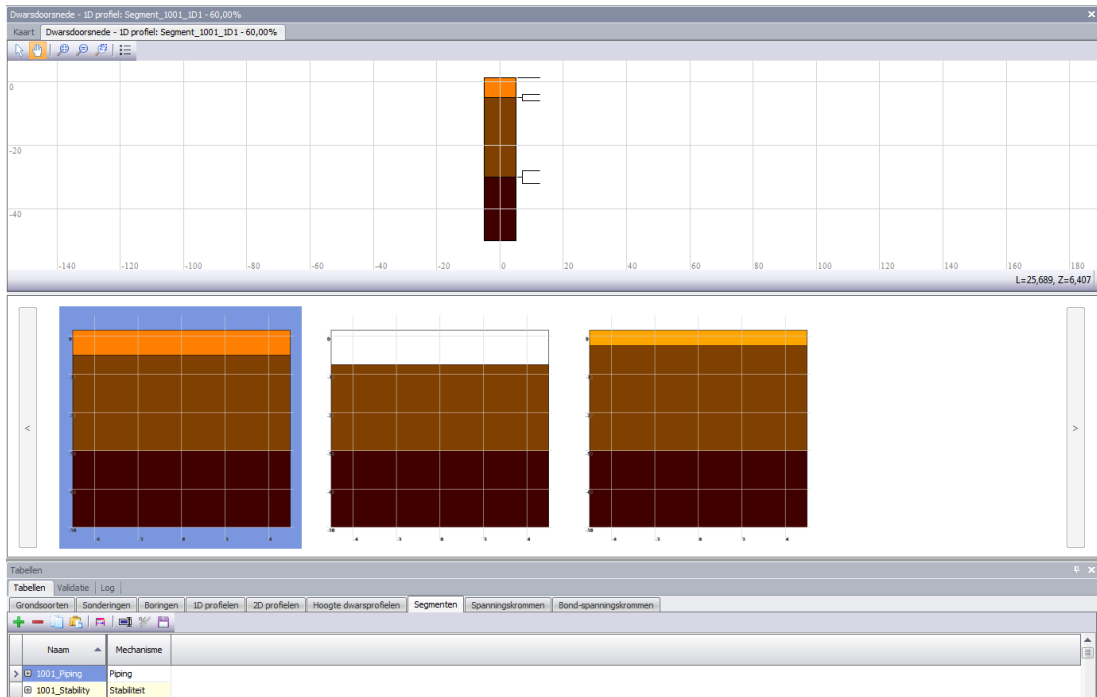 Dwarsdoorsnede - 1D profiel: Segment_1001_1D1 - 60,00%
Kaart Dwarsdoorsnede - 1D profiel: Segment_1001_1D1 - 60,00%
0
-20
-40
-140 -120 -100 -80 -60 -40 -20 0 20 40 60 80 100 120 140 160 180
L=25,689, Z=6,407
< >
Tabellen
Tabellen Validatie Log
Grondsoorten Sonderingen Boringen 1D profielen 2D profielen Hoogte dwarsprofielen Segmenten Spanningskrommen Bond-spanningskrommen
Naam Mechanisme
1001_Piping Piping
1001_Stability Stabiliteit